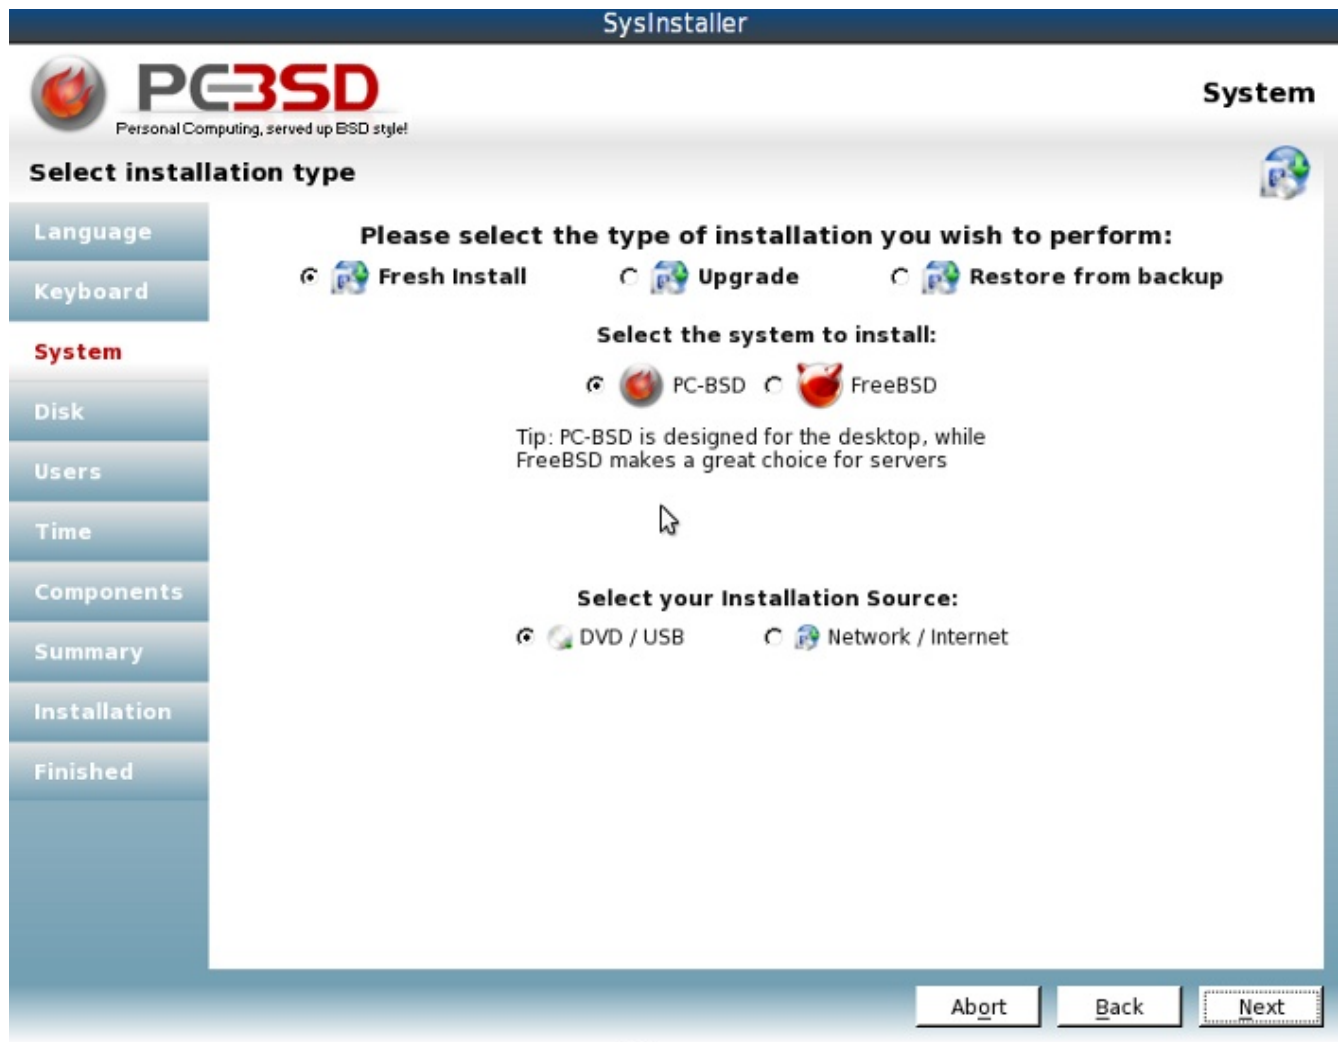 SysInstaller
PCBSD
Personal Computing, served up BSD style!
System
Select installation type
Language
Keyboard
System
Disk
Users
Time
Components
Summary
Installation
Finished
Please select the type of installation you wish to perform:
Fresh Install Upgrade Restore from backup
Select the system to install:
PC-BSD FreeBSD
Tip: PC-BSD is designed for the desktop, while
FreeBSD makes a great choice for servers
Select your Installation Source:
DVD / USB Network / Internet
Abort Back Next